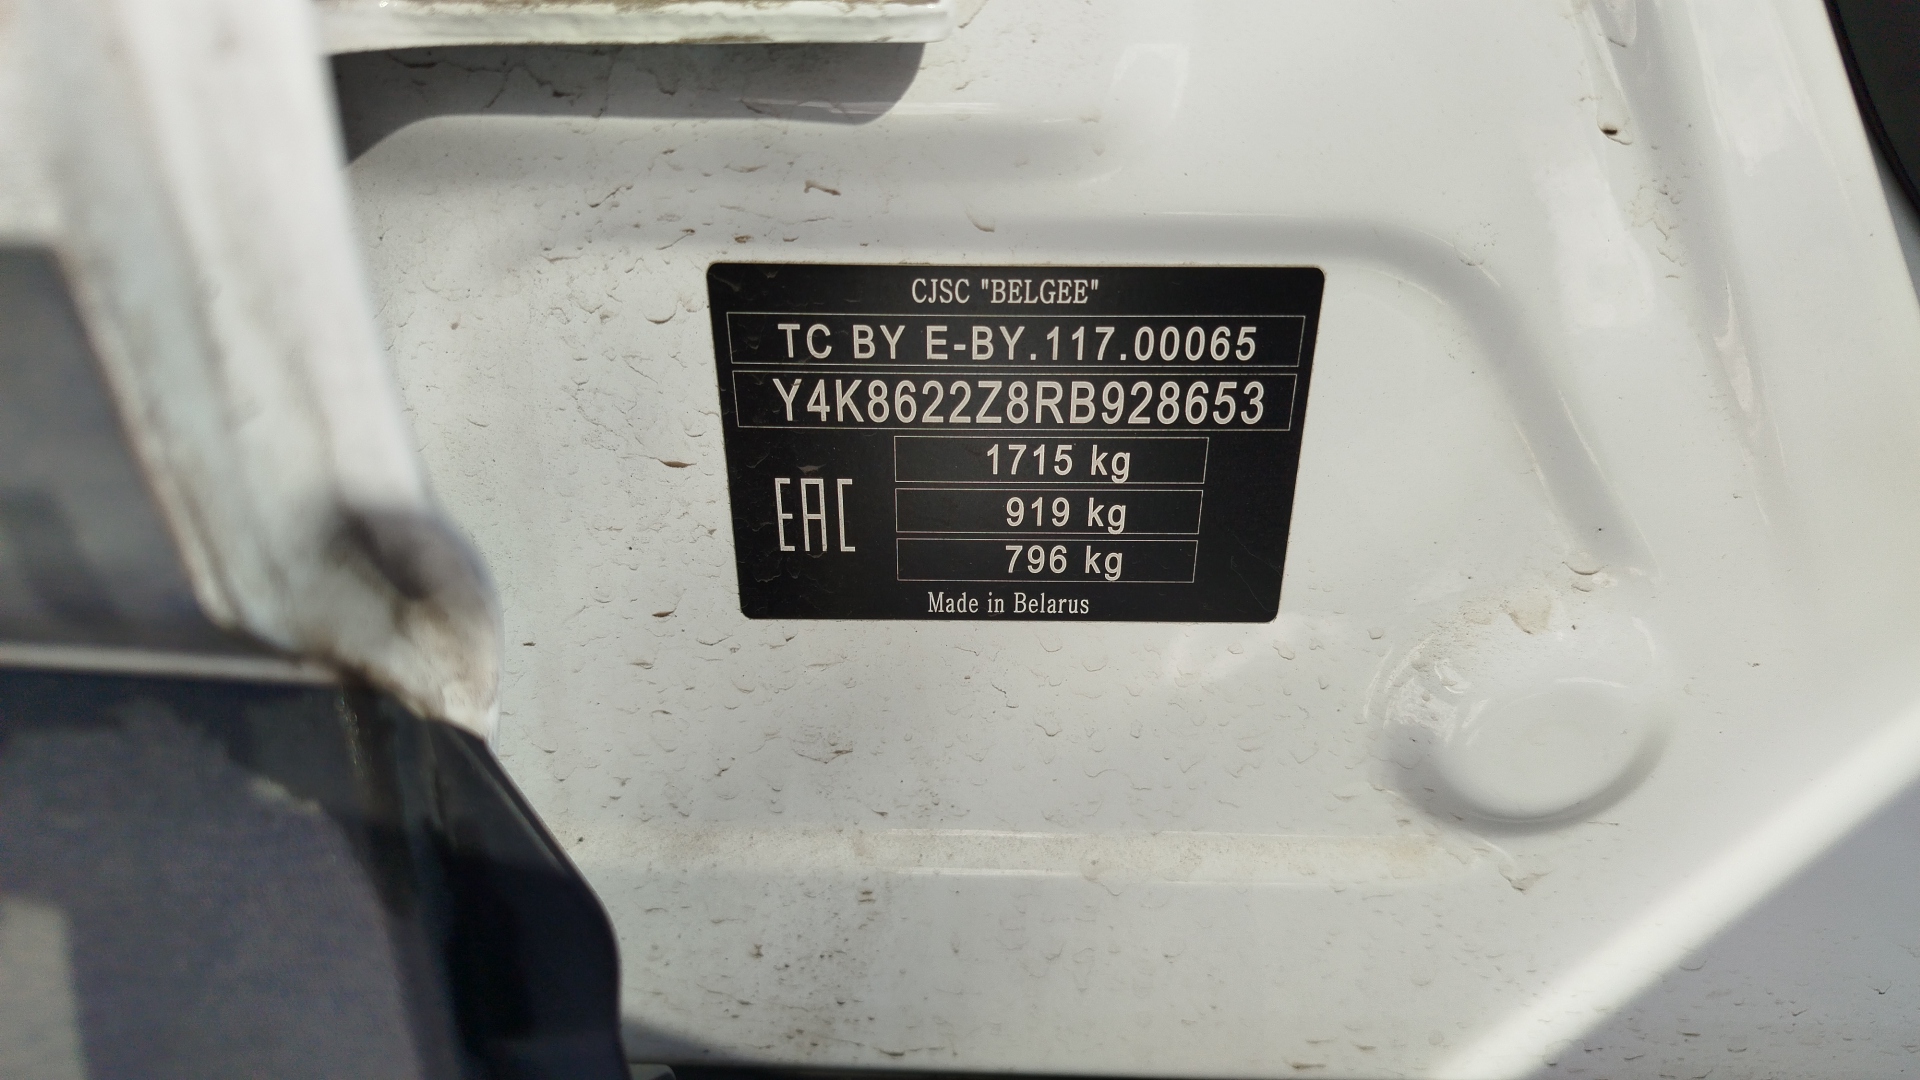 CJSC "BELGEE"
TC BY E-BY.117.00065
Y4K8622Z8RB928653
1715 kg
919 kg
796 kg
EAC
Made in Belarus